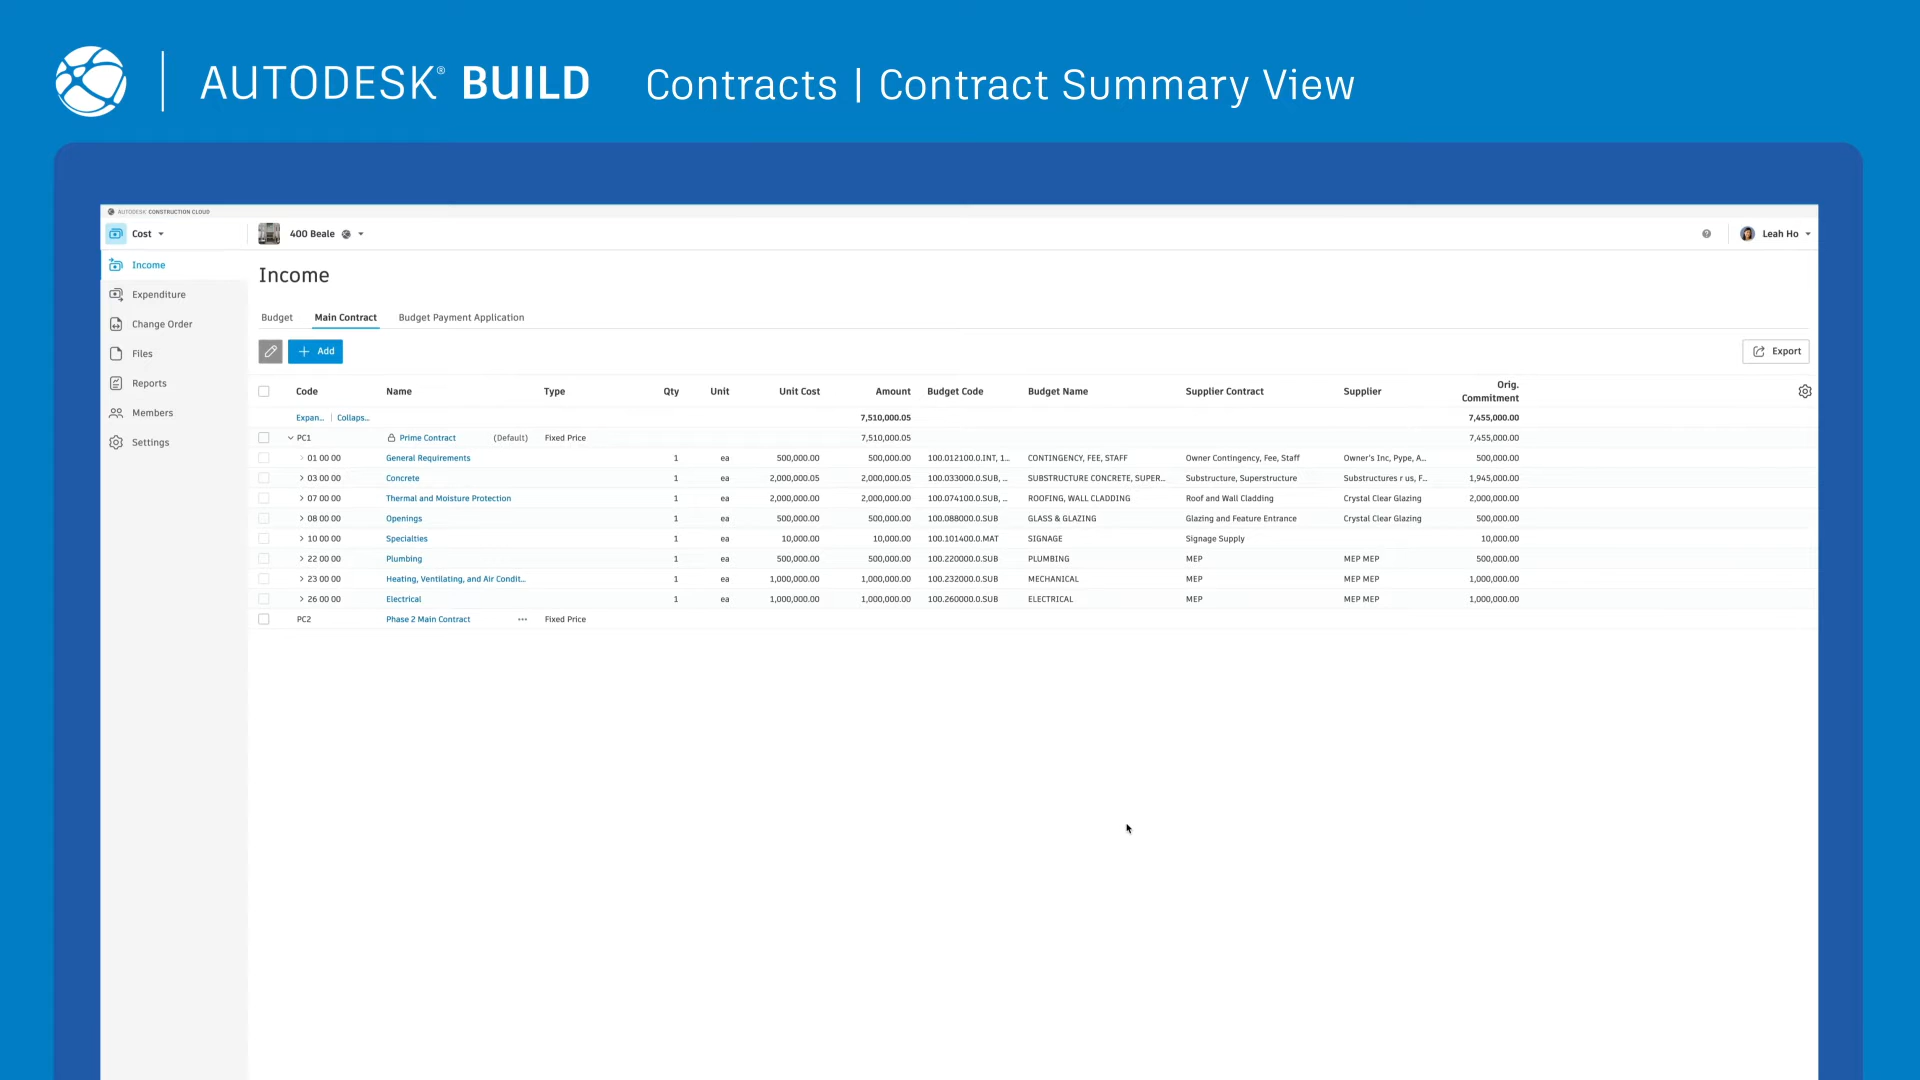 AUTODESK® BUILD Contracts | Contract Summary View
AUTODESK CONSTRUCTION CLOUD
Cost 400 Beale Leah Ho
Income
Expenditure
Change Order
Files
Reports
Members
Settings
Income
Budget Main Contract Budget Payment Application
+ Add Export
Code Name Type Qty Unit Unit Cost Amount Budget Code Budget Name Supplier Contract Supplier Orig. Commitment
Expan... | Collaps... 7,510,000.05 7,455,000.00
PC1 Prime Contract (Default) Fixed Price 7,510,000.05 7,455,000.00
01 00 00 General Requirements 1 ea 500,000.00 500,000.00 100.012100.0.INT, 1... CONTINGENCY, FEE, STAFF Owner Contingency, Fee, Staff Owner's Inc, Pype, A... 500,000.00
03 00 00 Concrete 1 ea 2,000,000.05 2,000,000.05 100.033000.0.SUB, ... SUBSTRUCTURE CONCRETE, SUPER... Substructure, Superstructure Substructures r us, F... 1,945,000.00
07 00 00 Thermal and Moisture Protection 1 ea 2,000,000.00 2,000,000.00 100.074100.0.SUB, ... ROOFING, WALL CLADDING Roof and Wall Cladding Crystal Clear Glazing 2,000,000.00
08 00 00 Openings 1 ea 500,000.00 500,000.00 100.088000.0.SUB GLASS & GLAZING Glazing and Feature Entrance Crystal Clear Glazing 500,000.00
10 00 00 Specialties 1 ea 10,000.00 10,000.00 100.101400.0.MAT SIGNAGE Signage Supply 10,000.00
22 00 00 Plumbing 1 ea 500,000.00 500,000.00 100.220000.0.SUB PLUMBING MEP MEP MEP 500,000.00
23 00 00 Heating, Ventilating, and Air Condit... 1 ea 1,000,000.00 1,000,000.00 100.232000.0.SUB MECHANICAL MEP MEP MEP 1,000,000.00
26 00 00 Electrical 1 ea 1,000,000.00 1,000,000.00 100.260000.0.SUB ELECTRICAL MEP MEP MEP 1,000,000.00
PC2 Phase 2 Main Contract ... Fixed Price